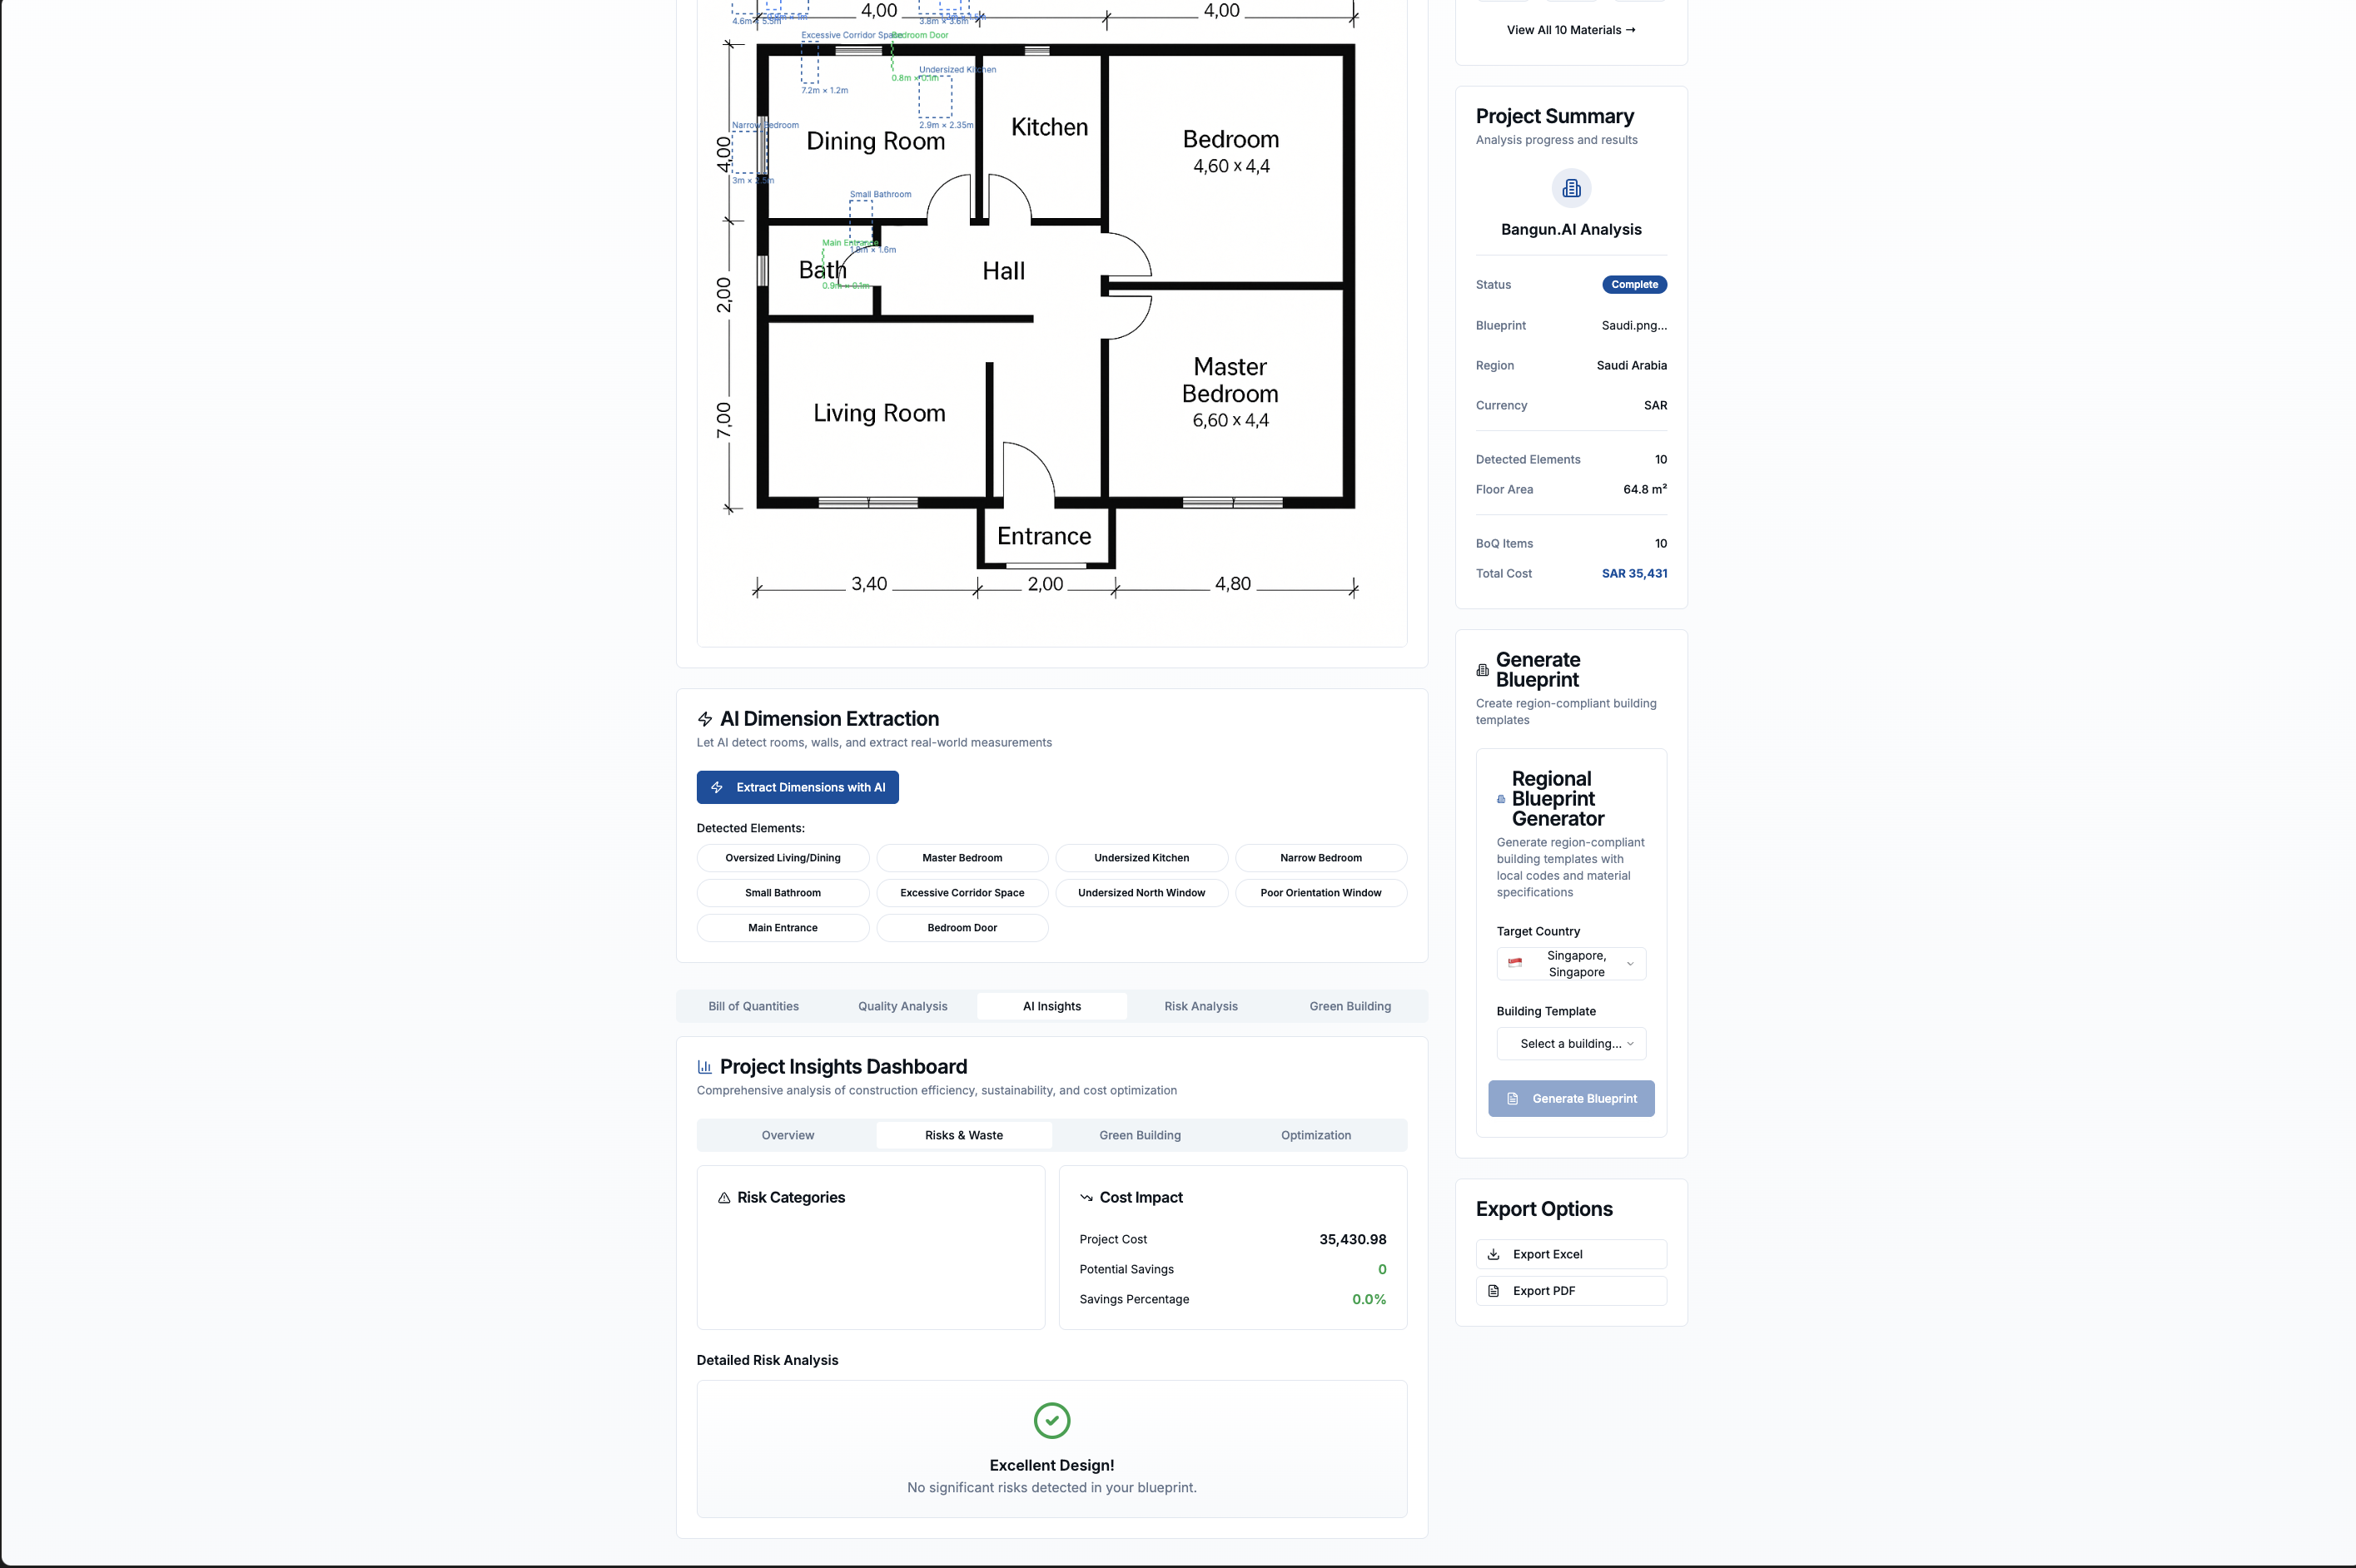 4.6m × 5.5m
3.8m × 3.6m
4,00
4,00
Excessive Corridor Space
Bedroom Door
Undersized Kitchen
0.8m × 0.1m
7.2m × 1.2m
Narrow Bedroom
2.9m × 2.35m
Dining Room
Kitchen
Bedroom
4,60 x 4,4
4,00
3m × 2.5m
Small Bathroom
Main Entrance
1.8m × 1.6m
Bath
Hall
0.9m × 0.1m
2,00
Master
Bedroom
6,60 x 4,4
Living Room
7,00
Entrance
3,40
2,00
4,80
AI Dimension Extraction
Let AI detect rooms, walls, and extract real-world measurements
Extract Dimensions with AI
Detected Elements:
Oversized Living/Dining
Master Bedroom
Undersized Kitchen
Narrow Bedroom
Small Bathroom
Excessive Corridor Space
Undersized North Window
Poor Orientation Window
Main Entrance
Bedroom Door
Bill of Quantities
Quality Analysis
AI Insights
Risk Analysis
Green Building
Project Insights Dashboard
Comprehensive analysis of construction efficiency, sustainability, and cost optimization
Overview
Risks & Waste
Green Building
Optimization
Risk Categories
Cost Impact
Project Cost 35,430.98
Potential Savings 0
Savings Percentage 0.0%
Detailed Risk Analysis
Excellent Design!
No significant risks detected in your blueprint.
View All 10 Materials →
Project Summary
Analysis progress and results
Bangun.AI Analysis
Status Complete
Blueprint Saudi.png...
Region Saudi Arabia
Currency SAR
Detected Elements 10
Floor Area 64.8 m²
BoQ Items 10
Total Cost SAR 35,431
Generate
Blueprint
Create region-compliant building
templates
Regional
Blueprint
Generator
Generate region-compliant
building templates with
local codes and material
specifications
Target Country
Singapore,
Singapore
Building Template
Select a building...
Generate Blueprint
Export Options
Export Excel
Export PDF